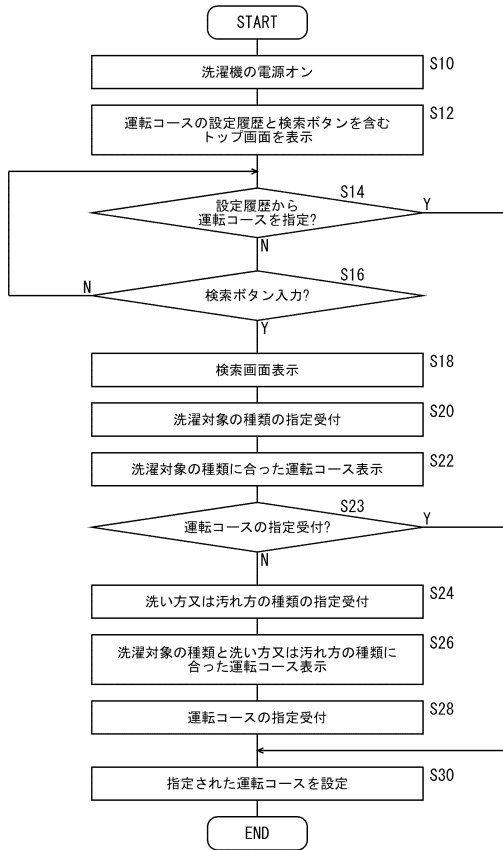 START
洗濯機の電源オン
S10
運転コースの設定履歴と検索ボタンを含む
トップ画面を表示
S12
設定履歴から
運転コースを指定?
S14
Y
N
検索ボタン入力?
S16
N
Y
検索画面表示
S18
洗濯対象の種類の指定受付
S20
洗濯対象の種類に合った運転コース表示
S22
運転コースの指定受付?
S23
Y
N
洗い方又は汚れ方の種類の指定受付
S24
洗濯対象の種類と洗い方又は汚れ方の種類に
合った運転コース表示
S26
運転コースの指定受付
S28
指定された運転コースを設定
S30
END